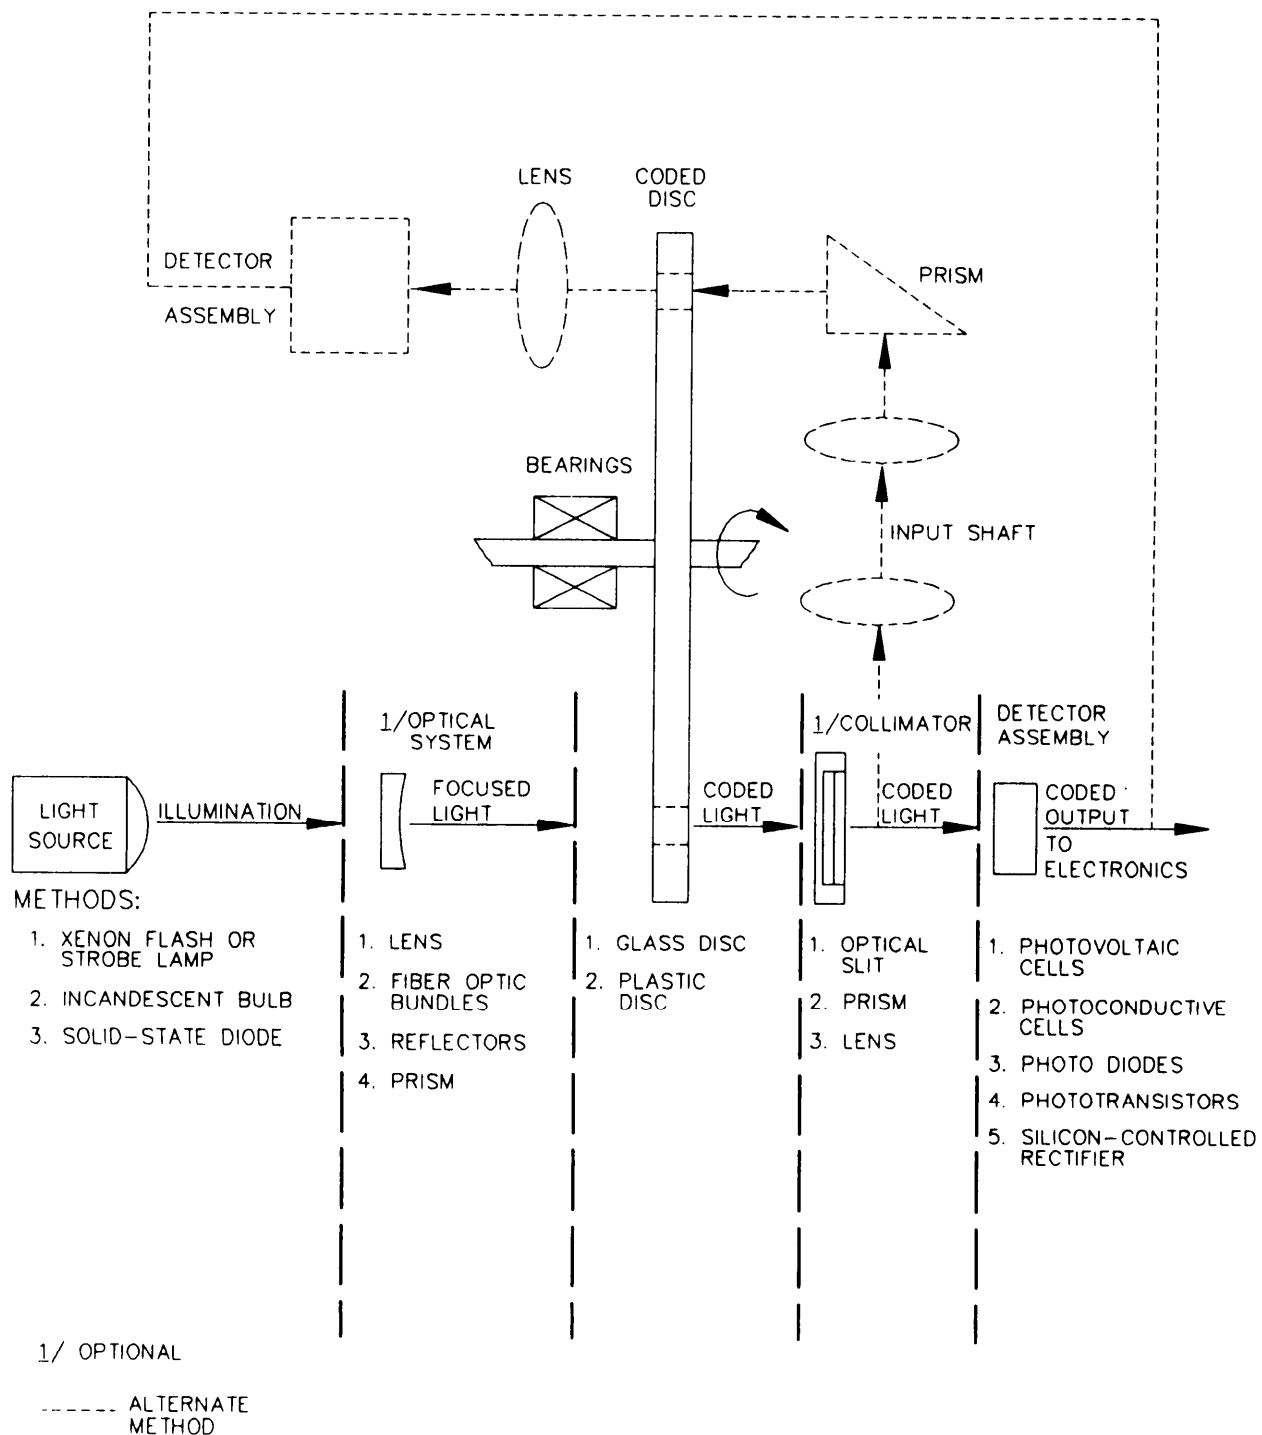 LENS
CODED
DISC
DETECTOR
ASSEMBLY
PRISM
BEARINGS
INPUT SHAFT
1/OPTICAL
SYSTEM
1/COLLIMATOR
DETECTOR
ASSEMBLY
LIGHT
SOURCE
ILLUMINATION
FOCUSED
LIGHT
CODED
LIGHT
CODED
LIGHT
CODED
OUTPUT
TO
ELECTRONICS
METHODS:
1. XENON FLASH OR
STROBE LAMP
2. INCANDESCENT BULB
3. SOLID-STATE DIODE
1. LENS
2. FIBER OPTIC
BUNDLES
3. REFLECTORS
4. PRISM
1. GLASS DISC
2. PLASTIC
DISC
1. OPTICAL
SLIT
2. PRISM
3. LENS
1. PHOTOVOLTAIC
CELLS
2. PHOTOCONDUCTIVE
CELLS
3. PHOTO DIODES
4. PHOTOTRANSISTORS
5. SILICON-CONTROLLED
RECTIFIER
1/ OPTIONAL
ALTERNATE
METHOD